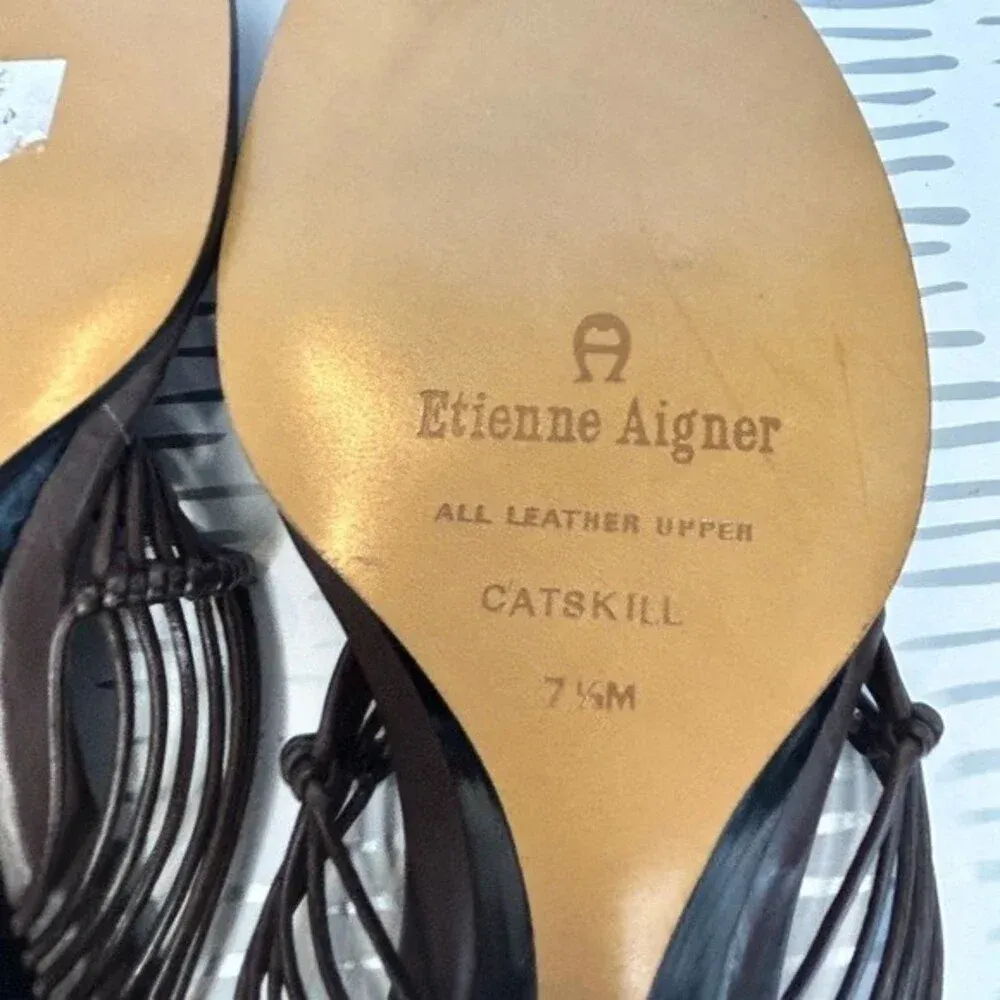 Etienne Aigner
ALL LEATHER UPPER
CATSKILL
7 ½M